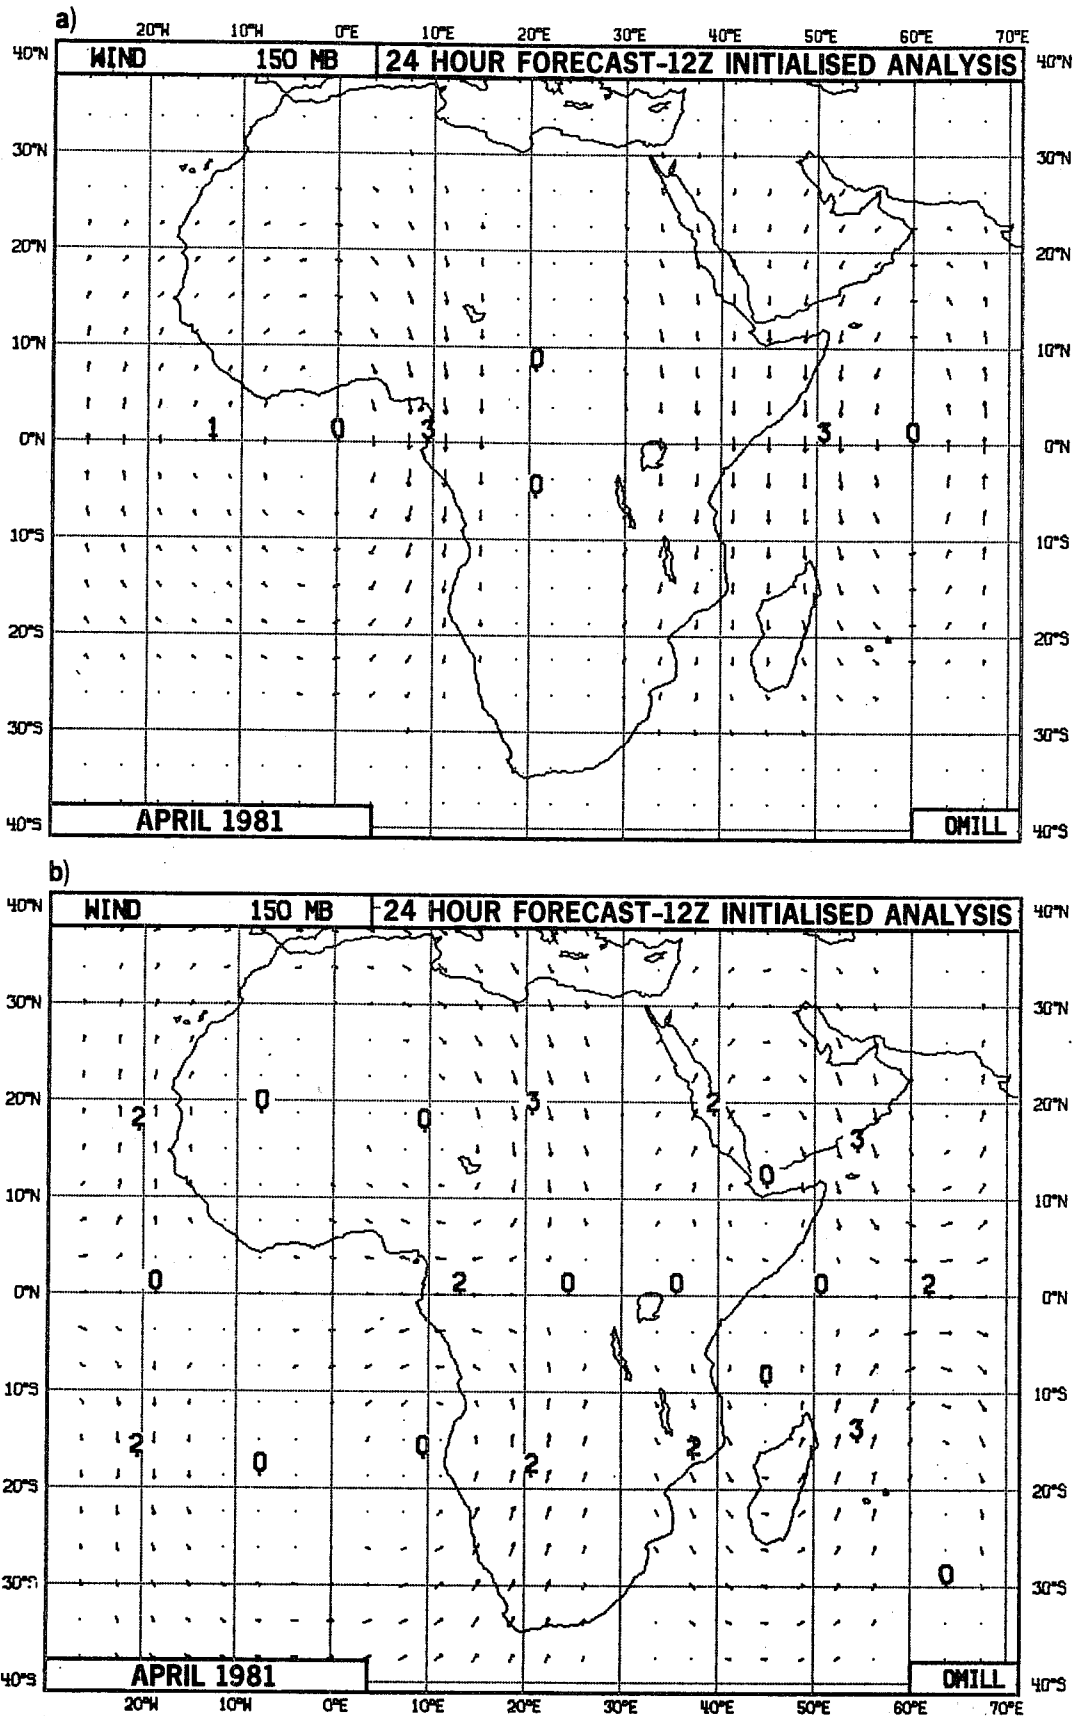 a)
20°W 10°W 0°E 10°E 20°E 30°E 40°E 50°E 60°E 70°E
40°N WIND 150 MB 24 HOUR FORECAST-12Z INITIALISED ANALYSIS 40°N
30°N 30°N
20°N 20°N
10°N 0 10°N
1 0 3 3 0
0°N 0°N
0
10°S 10°S
20°S 20°S
30°S 30°S
40°S APRIL 1981 DMILL 40°S
b)
40°N WIND 150 MB 24 HOUR FORECAST-12Z INITIALISED ANALYSIS 40°N
30°N 30°N
20°N 0 3 2 20°N
2 0
3
0
10°N 10°N
0 2 0 0 0 2
0°N 0°N
0
10°S 10°S
2 0 2 3
0 2
20°S 20°S
0
30°S 30°S
40°S APRIL 1981 DMILL 40°S
20°W 10°W 0°E 10°E 20°E 30°E 40°E 50°E 60°E 70°E